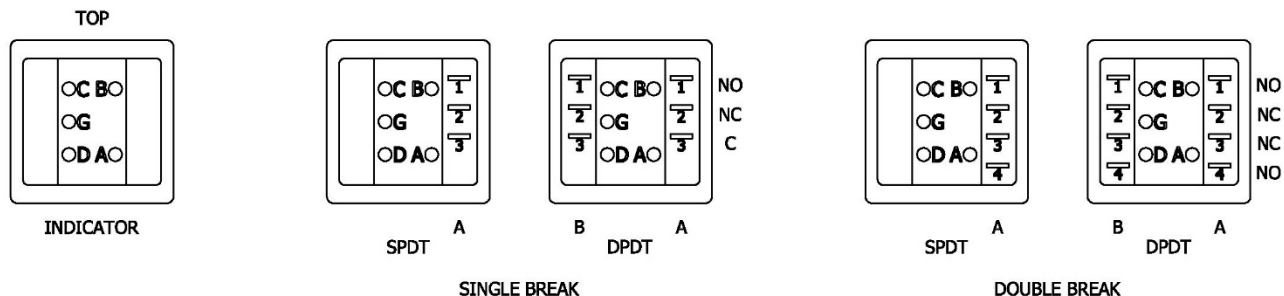 TOP
C B 1 1 C B 1 NO C B 1 1 C B 1 NO
G 2 2 G 2 NC G 2 2 G 2 NC
D A 3 3 D A 3 C D A 3 3 D A 3 NC
4 4 4 NO
INDICATOR A B A A B A
SPDT DPDT SPDT DPDT
SINGLE BREAK DOUBLE BREAK